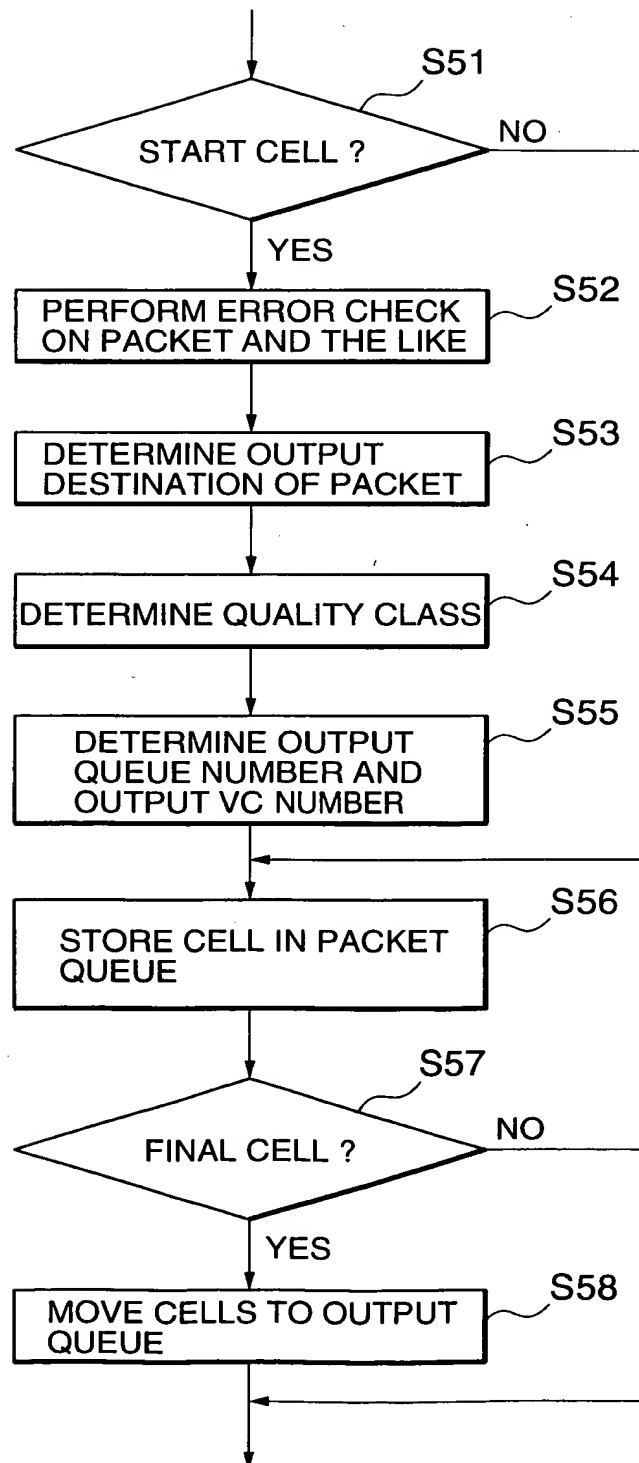 S51
START CELL ?
NO
YES
S52
PERFORM ERROR CHECK
ON PACKET AND THE LIKE
S53
DETERMINE OUTPUT
DESTINATION OF PACKET
S54
DETERMINE QUALITY CLASS
S55
DETERMINE OUTPUT
QUEUE NUMBER AND
OUTPUT VC NUMBER
S56
STORE CELL IN PACKET
QUEUE
S57
FINAL CELL ?
NO
YES
S58
MOVE CELLS TO OUTPUT
QUEUE